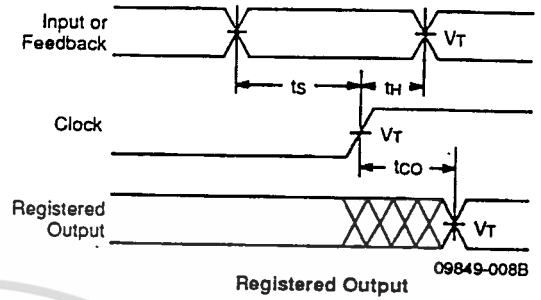 Input or
Feedback
VT
tS
tH
Clock
VT
tCO
Registered
Output
VT
09849-008B
Registered Output